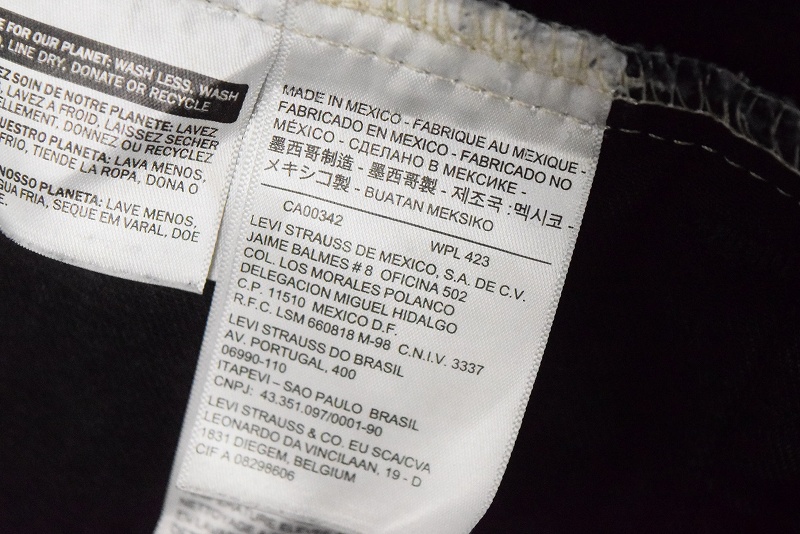 E FOR OUR PLANET: WASH LESS, WASH
LINE DRY, DONATE OR RECYCLE
SOIN DE NOTRE PLANETE: LAVEZ
LAVEZ A FROID, LAISSEZ SECHER
ELLEMENT, DONNEZ OU RECYCLEZ
UESTRO PLANETA: LAVA MENOS,
FRIO, TIENDE LA ROPA, DONA O
NOSSO PLANETA: LAVE MENOS,
GUA FRIA, SEQUE EM VARAL, DOE
MADE IN MEXICO - FABRIQUE AU MEXIQUE -
FABRICADO EN MEXICO - FABRICADO NO
MÉXICO - СДЕЛАНО В МЕКСИКЕ -
墨西哥制造 - 墨西哥製 - 제조국 : 멕시코 -
メキシコ製 - BUATAN MEKSIKO
CA00342 WPL 423
LEVI STRAUSS DE MEXICO, S.A. DE C.V.
JAIME BALMES # 8 OFICINA 502
COL. LOS MORALES POLANCO
DELEGACION MIGUEL HIDALGO
C.P. 11510 MEXICO D.F.
R.F.C. LSM 660818 M-98 C.N.I.V. 3337
LEVI STRAUSS DO BRASIL
AV. PORTUGAL, 400
06990-110
ITAPEVI – SAO PAULO BRASIL
CNPJ: 43.351.097/0001-90
LEVI STRAUSS & CO. EU SCA/CVA
LEONARDO DA VINCILAAN, 19 - D
1831 DIEGEM, BELGIUM
CIF A 08298606